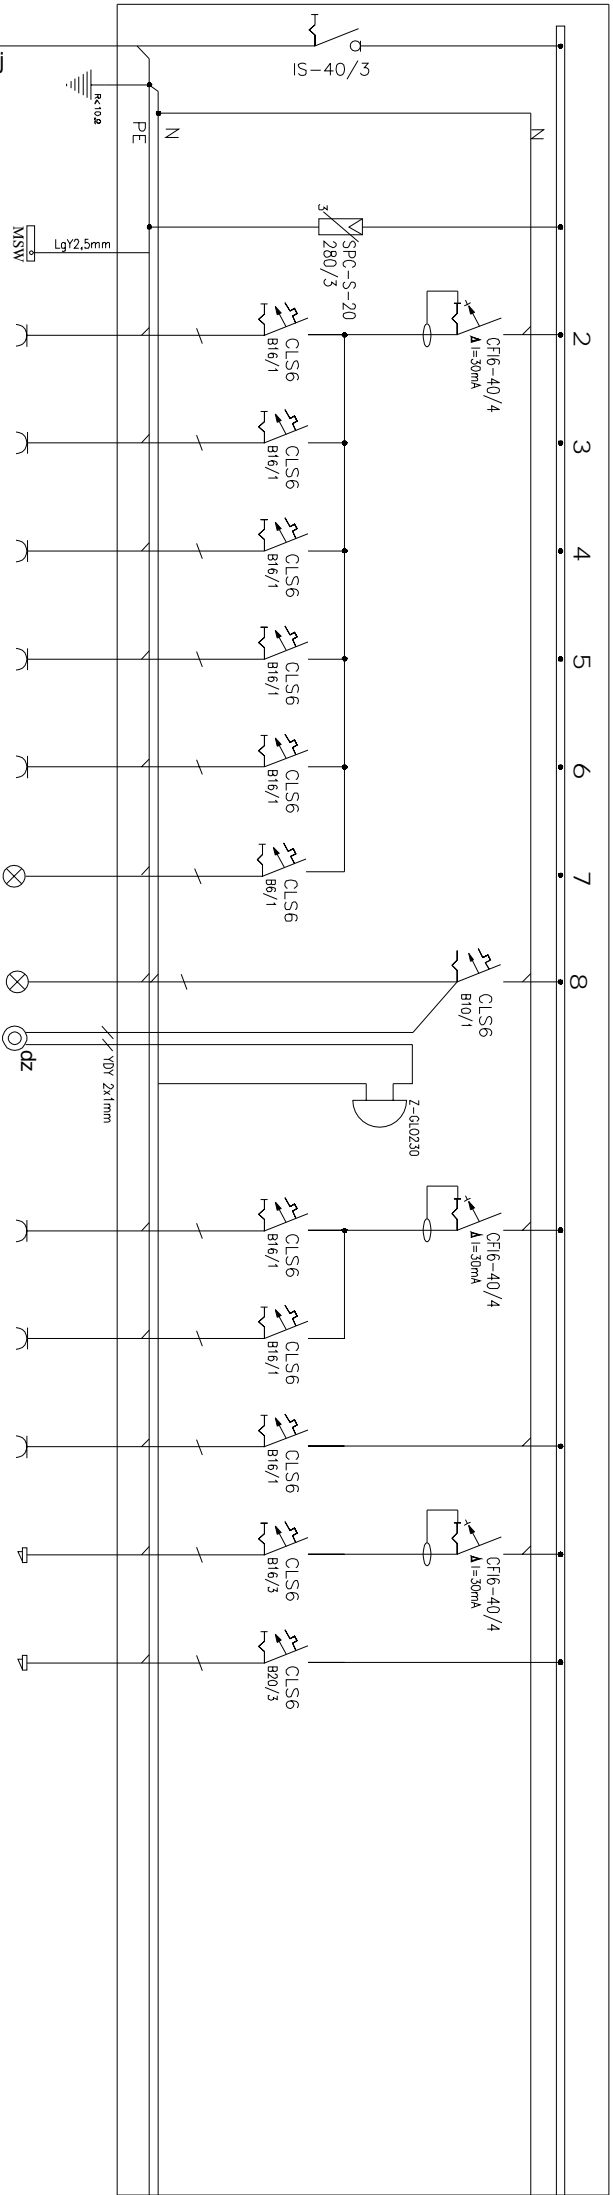 j
IS-40/3
R<10Ω
PE
N
N
MSW
LgY2,5mm
3
SPC-S-20
280/3
2
CFI6-40/4
ΔI=30mA
CLS6
B16/1
3
CLS6
B16/1
4
CLS6
B16/1
5
CLS6
B16/1
6
CLS6
B16/1
7
CLS6
B6/1
8
CLS6
B10/1
dz
YDY 2x1mm
Z-GLO230
CFI6-40/4
ΔI=30mA
CLS6
B16/1
CLS6
B16/1
CLS6
B16/1
CFI6-40/4
ΔI=30mA
CLS6
B16/3
CLS6
B20/3